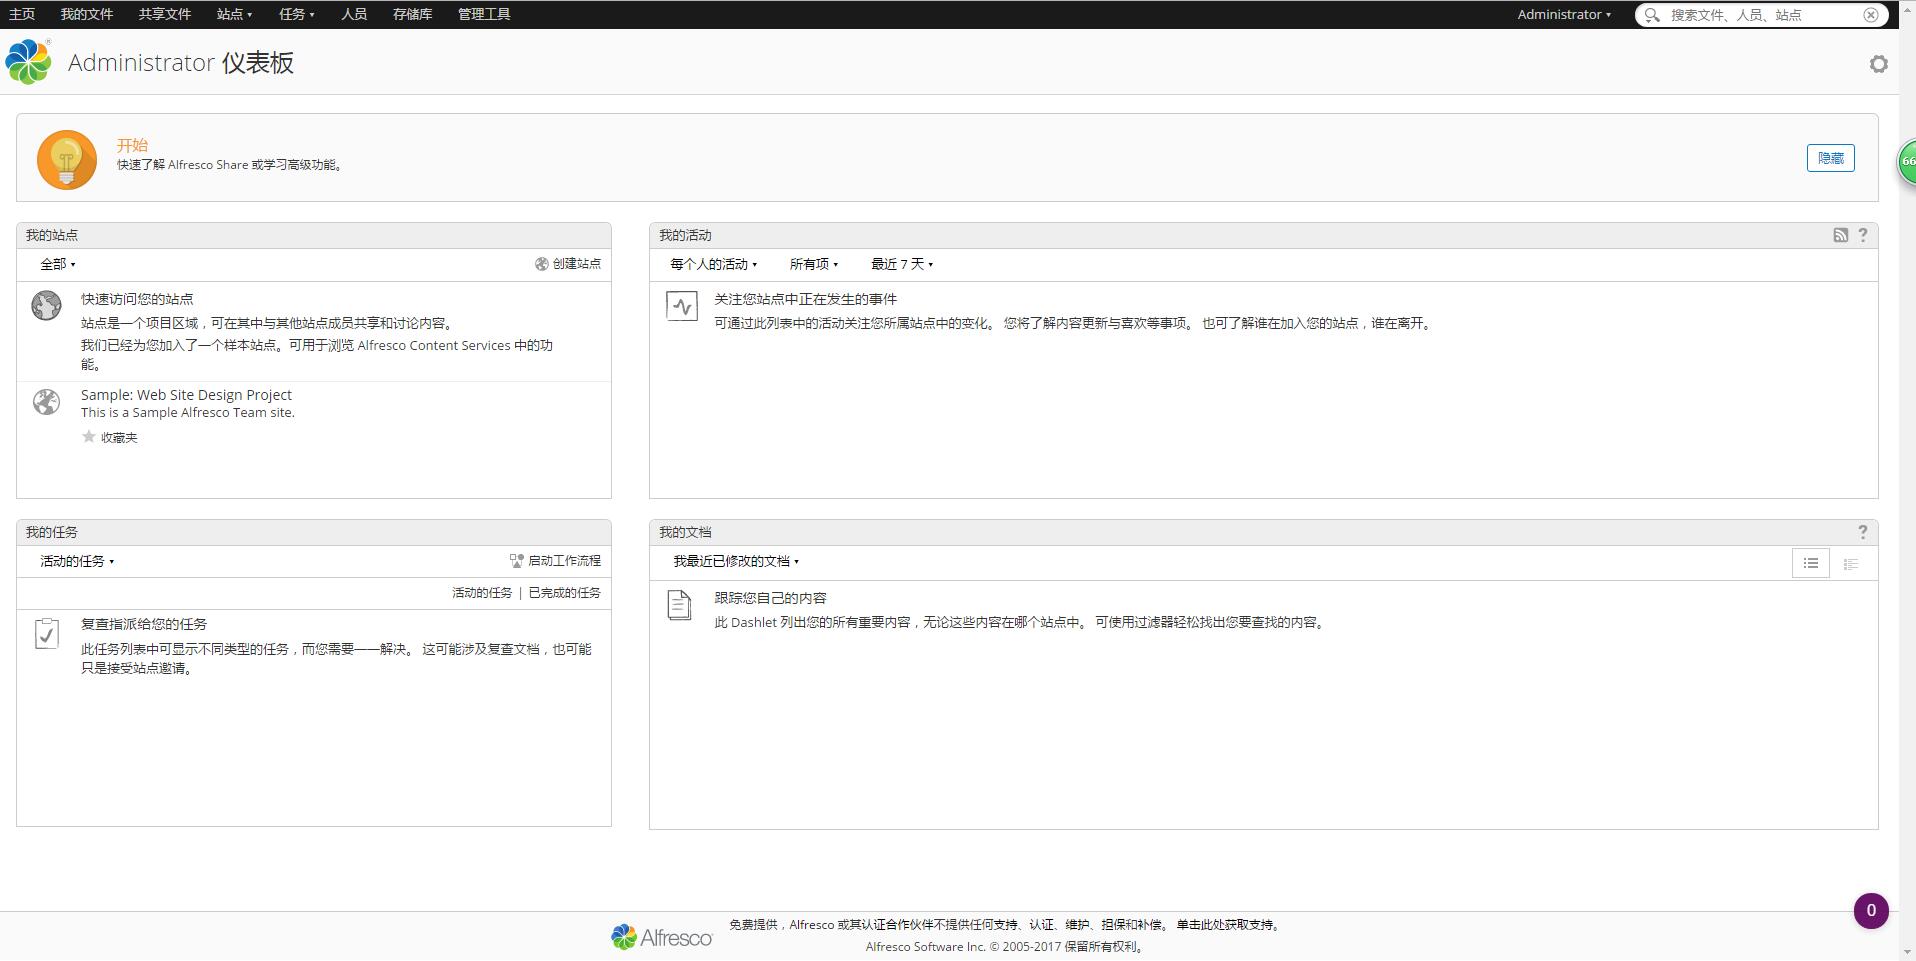 主页 我的文件 共享文件 站点 任务 人员 存储库 管理工具 Administrator 搜索文件、人员、站点
Administrator 仪表板
开始
快速了解 Alfresco Share 或学习高级功能。
隐藏
66
我的站点
全部 创建站点
快速访问您的站点
站点是一个项目区域，可在其中与其他站点成员共享和讨论内容。
我们已经为您加入了一个样本站点。可用于浏览 Alfresco Content Services 中的功
能。
Sample: Web Site Design Project
This is a Sample Alfresco Team site.
收藏夹
我的活动 ?
每个人的活动 所有项 最近 7 天
关注您站点中正在发生的事件
可通过此列表中的活动关注您所属站点中的变化。 您将了解内容更新与喜欢等事项。 也可了解谁在加入您的站点，谁在离开。
我的任务
活动的任务 启动工作流程
活动的任务 | 已完成的任务
复查指派给您的任务
此任务列表中可显示不同类型的任务，而您需要一一解决。 这可能涉及复查文档，也可能
只是接受站点邀请。
我的文档 ?
我最近已修改的文档
跟踪您自己的内容
此 Dashlet 列出您的所有重要内容，无论这些内容在哪个站点中。 可使用过滤器轻松找出您要查找的内容。
0
Alfresco
免费提供，Alfresco 或其认证合作伙伴不提供任何支持、认证、维护、担保和补偿。 单击此处获取支持。
Alfresco Software Inc. © 2005-2017 保留所有权利。